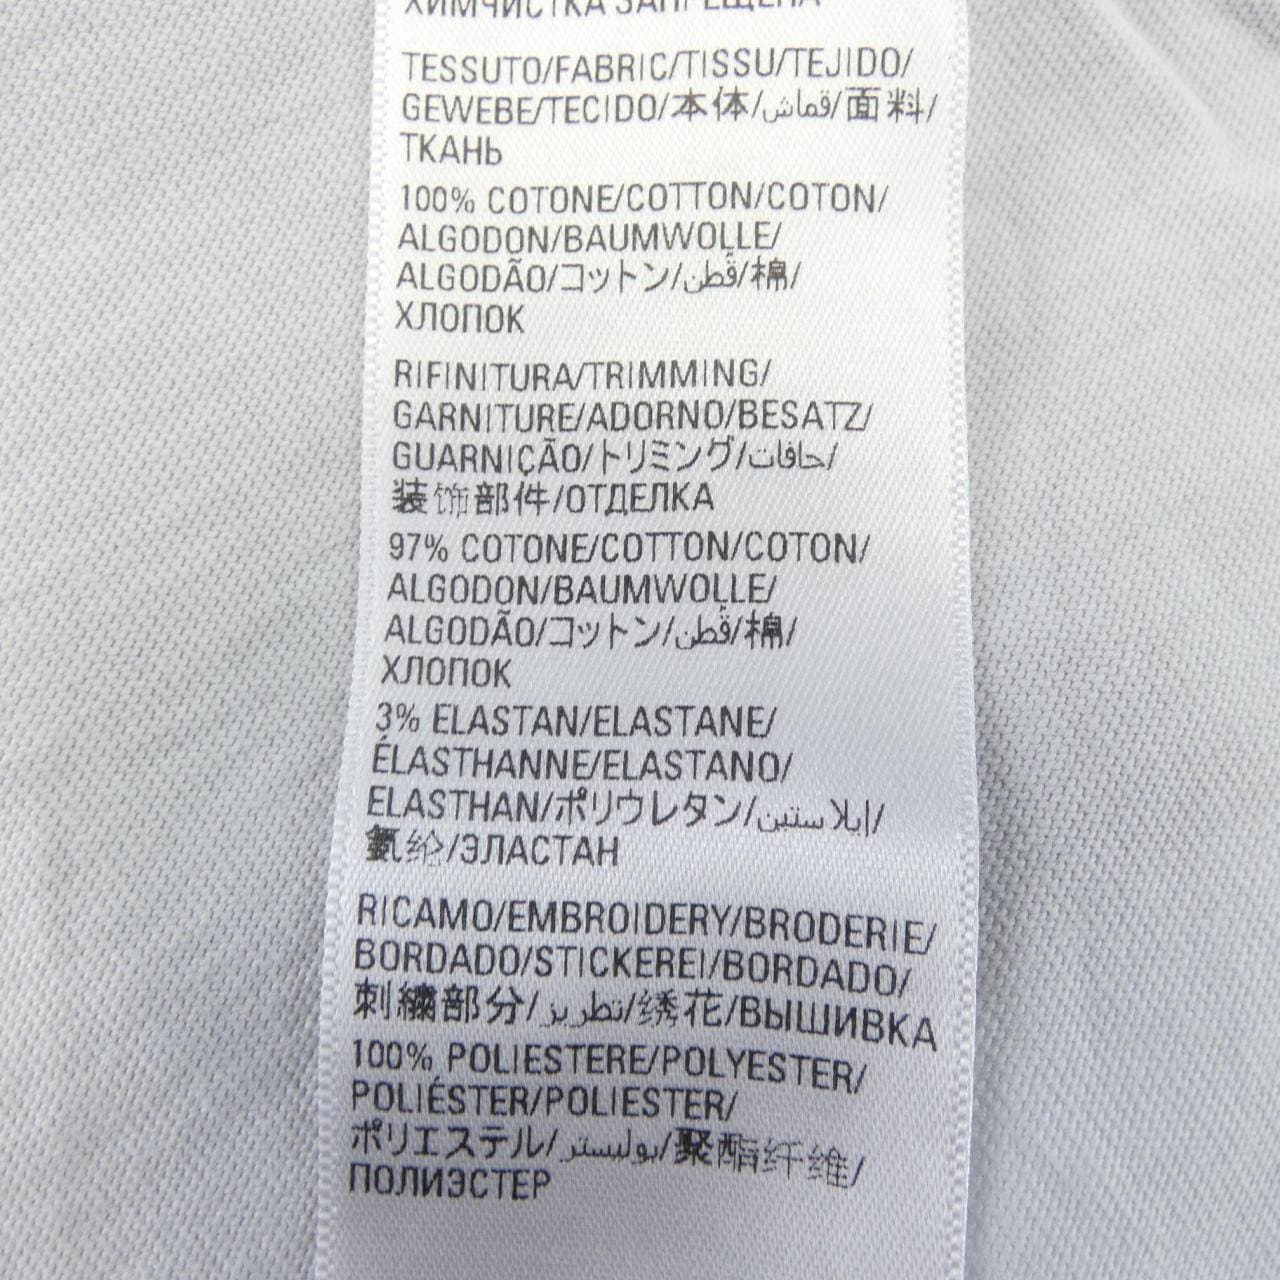 ХИМЧИСТКА ЗАПРЕЩЕНА
TESSUTO/FABRIC/TISSU/TEJIDO/
GEWEBE/TECIDO/本体/قماش/面料/
ТКАНЬ
100% COTONE/COTTON/COTON/
ALGODON/BAUMWOLLE/
ALGODÃO/コットン/قطن/棉/
ХЛОПОК
RIFINITURA/TRIMMING/
GARNITURE/ADORNO/BESATZ/
GUARNIÇÃO/トリミング/حافات/
装饰部件/ОТДЕЛКА
97% COTONE/COTTON/COTON/
ALGODON/BAUMWOLLE/
ALGODÃO/コットン/قطن/棉/
ХЛОПОК
3% ELASTAN/ELASTANE/
ÉLASTHANNE/ELASTANO/
ELASTHAN/ポリウレタン/إيلاستين/
氨纶/ЭЛАСТАН
RICAMO/EMBROIDERY/BRODERIE/
BORDADO/STICKEREI/BORDADO/
刺繍部分/تطريز/绣花/ВЫШИВКА
100% POLIESTERE/POLYESTER/
POLIÉSTER/POLIESTER/
ポリエステル/بوليستر/聚酯纤维/
ПОЛИЭСТЕР